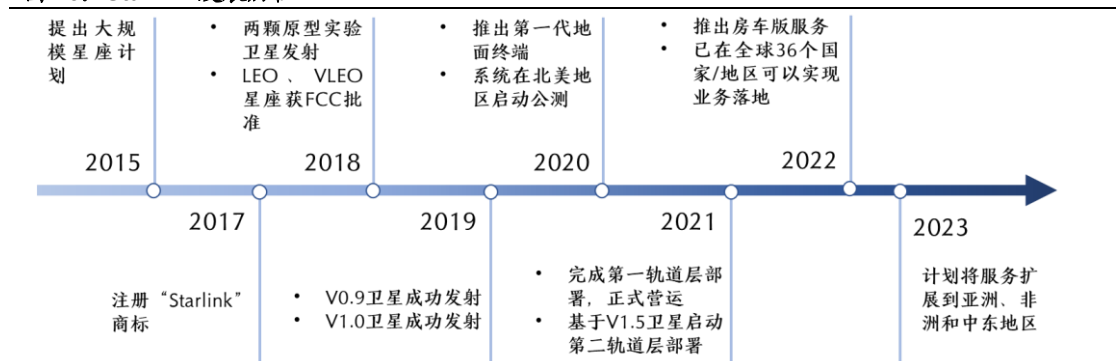 提出大规
模星座计
划
• 两颗原型实验
卫星发射
• LEO、VLEO
星座获FCC批
准
• 推出第一代地
面终端
• 系统在北美地
区启动公测
• 推出房车版服务
• 已在全球36个国
家/地区可以实现
业务落地
2015
2018
2020
2022
2017
2019
2021
2023
注册“Starlink”
商标
• V0.9卫星成功发射
• V1.0卫星成功发射
• 完成第一轨道层部
署，正式营运
• 基于V1.5卫星启动
第二轨道层部署
计划将服务扩
展到亚洲、非
洲和中东地区